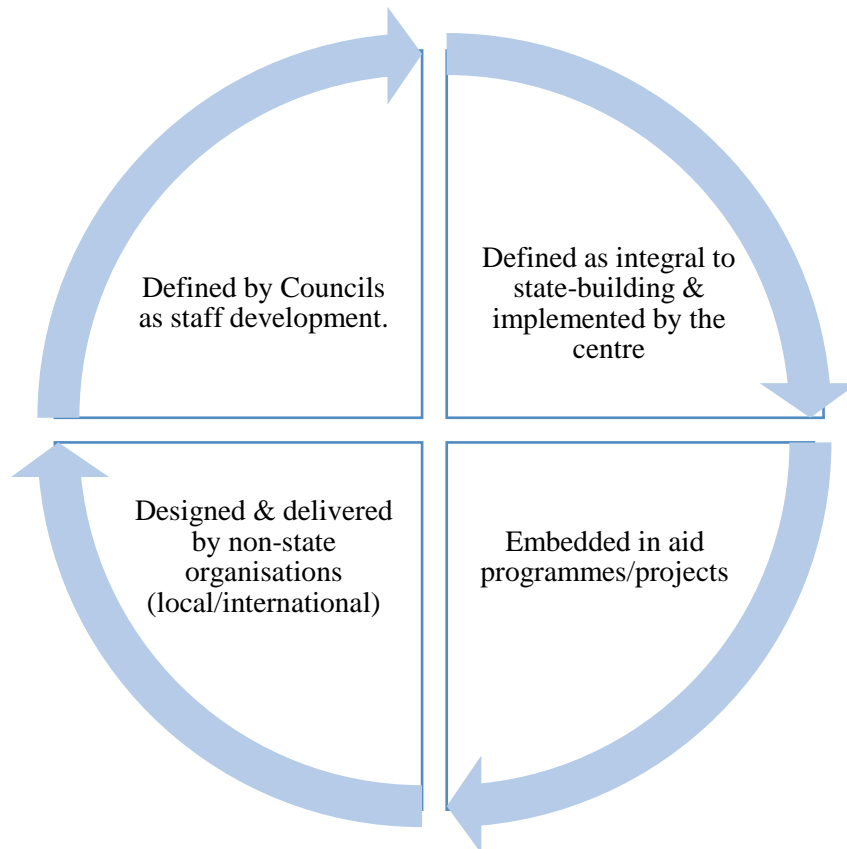 Defined by Councils
as staff development.
Defined as integral to
state-building &
implemented by the
centre
Designed & delivered
by non-state
organisations
(local/international)
Embedded in aid
programmes/projects